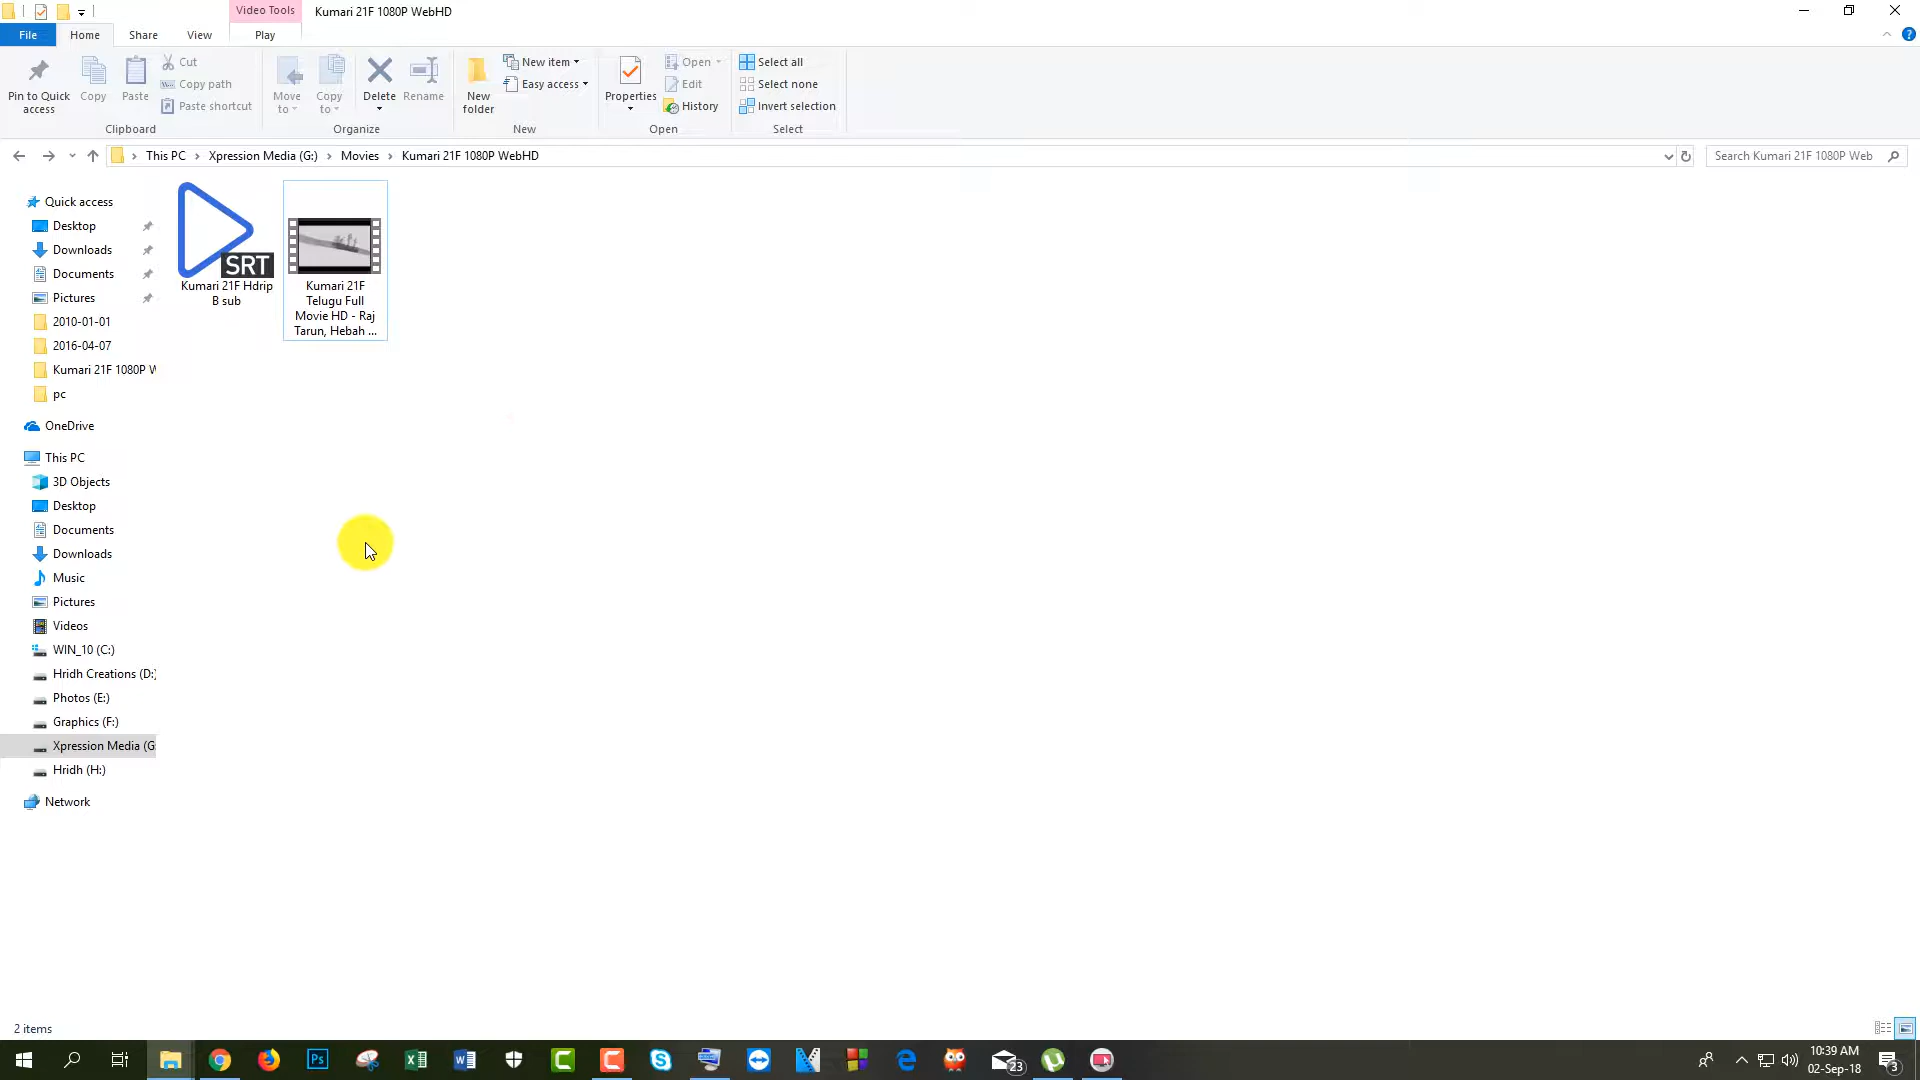 Video Tools
Kumari 21F 1080P WebHD
File
Home
Share
View
Play
Pin to Quick access
Copy
Paste
Cut
Copy path
Paste shortcut
Clipboard
Move to
Copy to
Delete
Rename
Organize
New folder
New item
Easy access
New
Properties
Open
Edit
History
Open
Select all
Select none
Invert selection
Select
This PC
Xpression Media (G:)
Movies
Kumari 21F 1080P WebHD
Search Kumari 21F 1080P Web
Quick access
Desktop
Downloads
Documents
Pictures
2010-01-01
2016-04-07
Kumari 21F 1080P W
pc
OneDrive
This PC
3D Objects
Desktop
Documents
Downloads
Music
Pictures
Videos
WIN_10 (C:)
Hridh Creations (D:)
Photos (E:)
Graphics (F:)
Xpression Media (G:
Hridh (H:)
Network
SRT
Kumari 21F Hdrip
B sub
Kumari 21F
Telugu Full
Movie HD - Raj
Tarun, Hebah ...
2 items
Ps
23
10:39 AM
02-Sep-18
3